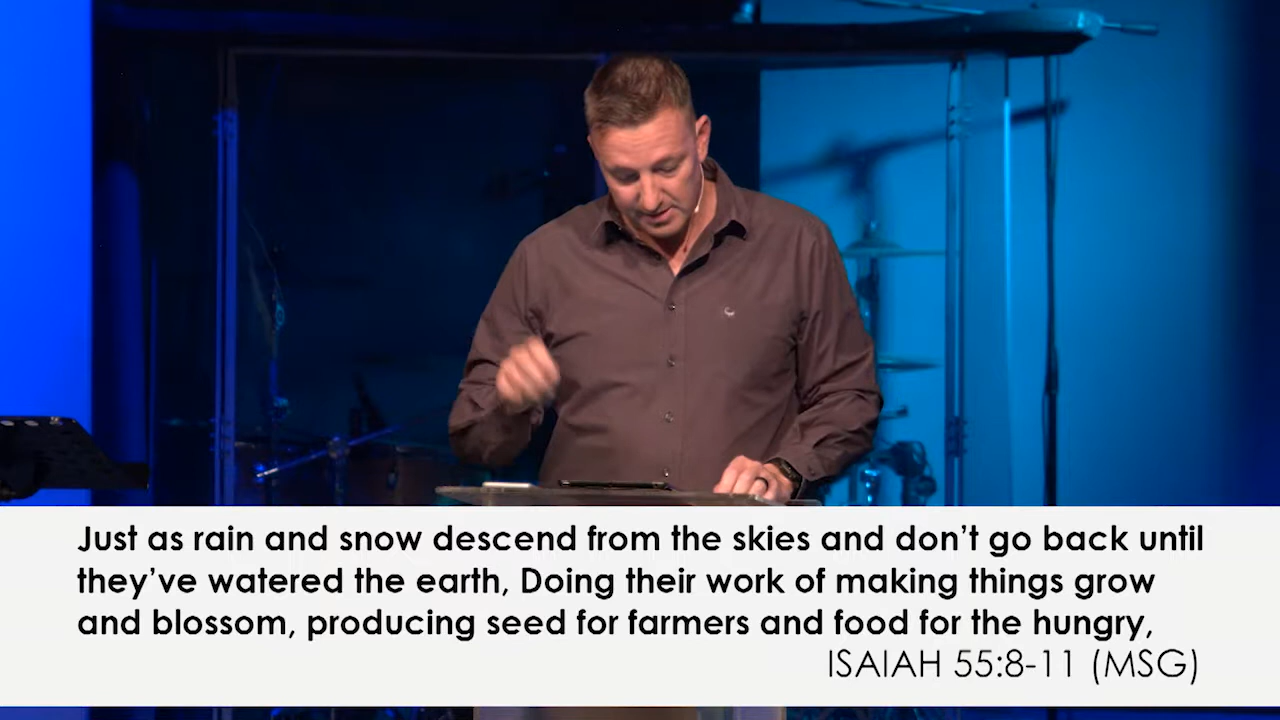 Just as rain and snow descend from the skies and don’t go back until
they’ve watered the earth, Doing their work of making things grow
and blossom, producing seed for farmers and food for the hungry,
ISAIAH 55:8-11 (MSG)